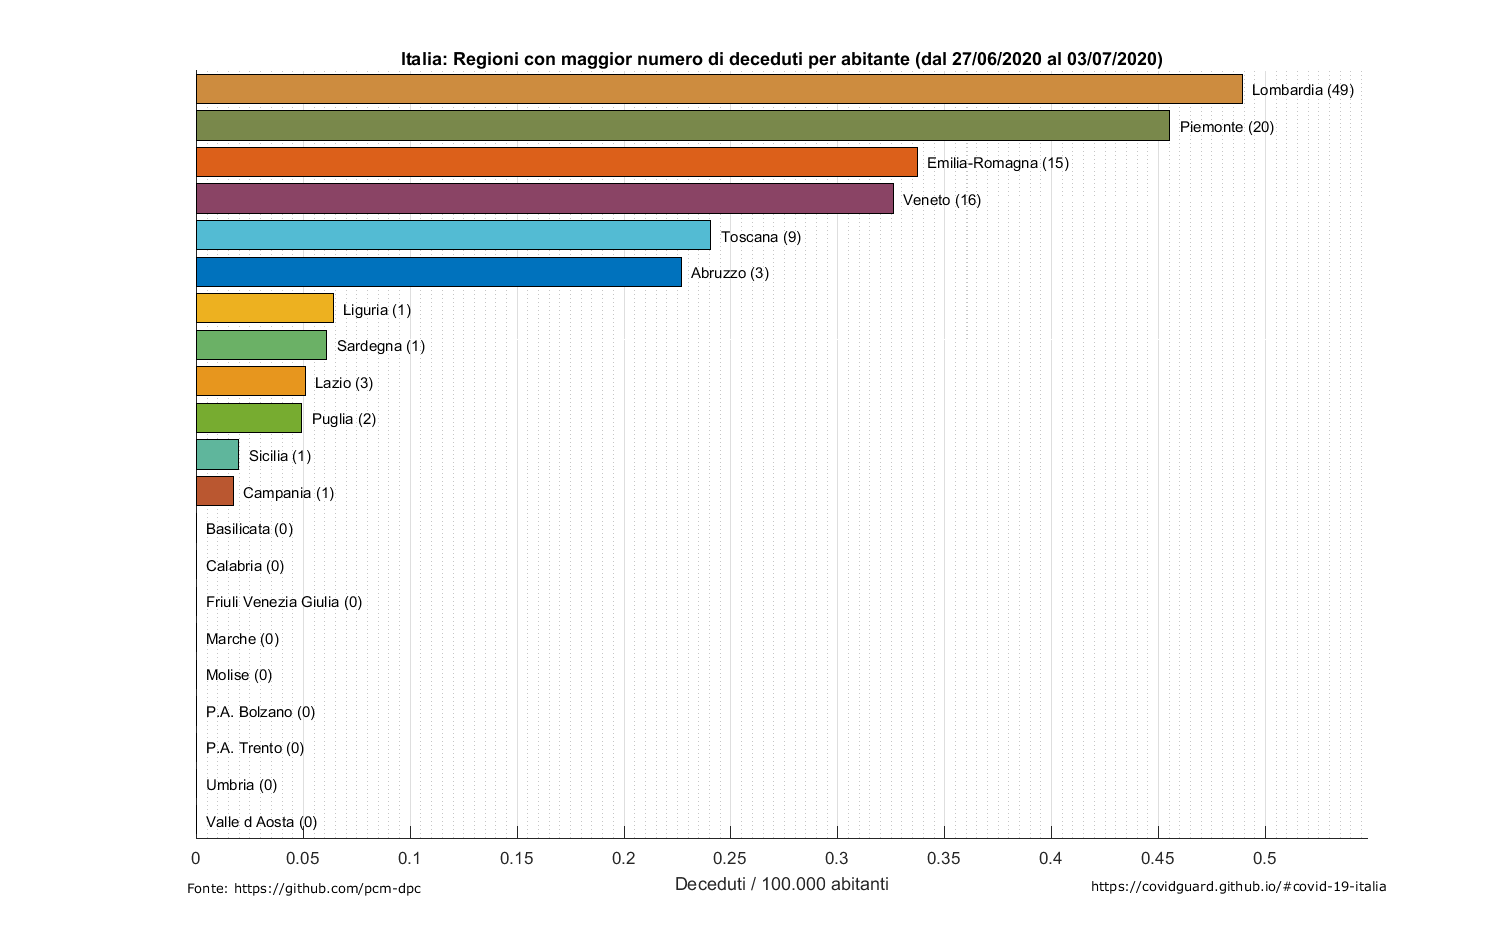 Italia: Regioni con maggior numero di deceduti per abitante (dal 27/06/2020 al 03/07/2020)
Lombardia (49)
Piemonte (20)
Emilia-Romagna (15)
Veneto (16)
Toscana (9)
Abruzzo (3)
Liguria (1)
Sardegna (1)
Lazio (3)
Puglia (2)
Sicilia (1)
Campania (1)
Basilicata (0)
Calabria (0)
Friuli Venezia Giulia (0)
Marche (0)
Molise (0)
P.A. Bolzano (0)
P.A. Trento (0)
Umbria (0)
Valle d Aosta (0)
0 0.05 0.1 0.15 0.2 0.25 0.3 0.35 0.4 0.45 0.5
Deceduti / 100.000 abitanti
Fonte: https://github.com/pcm-dpc
https://covidguard.github.io/#covid-19-italia